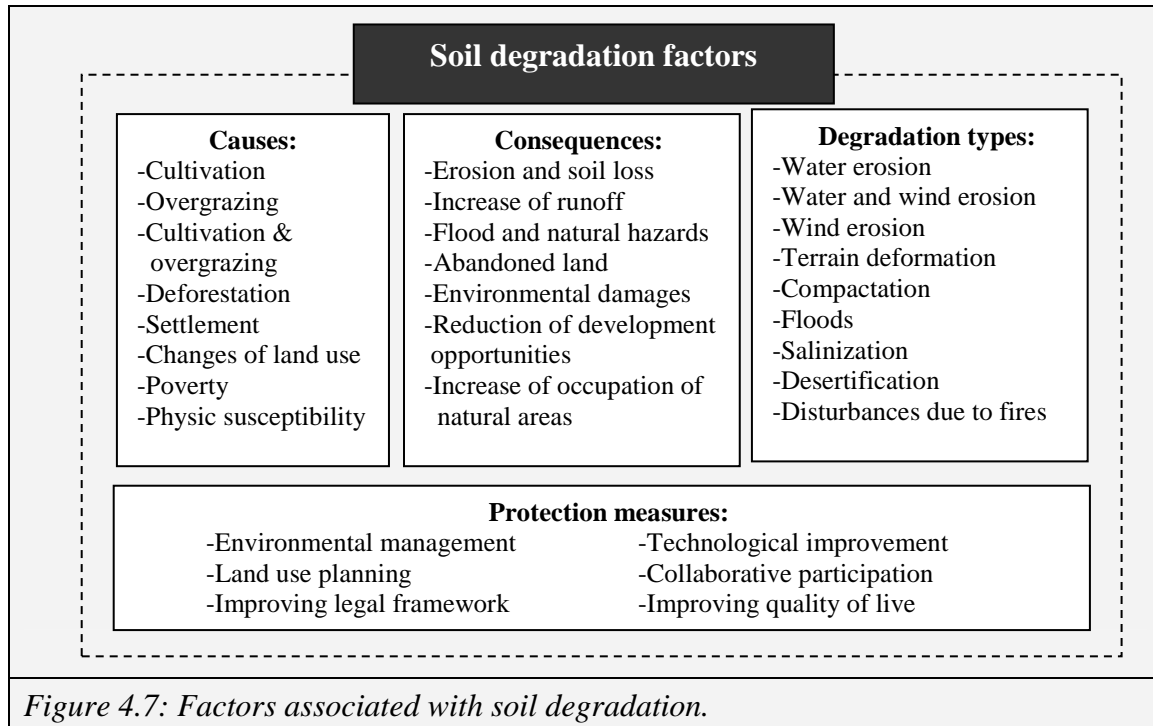 Soil degradation factors
Causes:
-Cultivation
-Overgrazing
-Cultivation &
overgrazing
-Deforestation
-Settlement
-Changes of land use
-Poverty
-Physic susceptibility
Consequences:
-Erosion and soil loss
-Increase of runoff
-Flood and natural hazards
-Abandoned land
-Environmental damages
-Reduction of development
opportunities
-Increase of occupation of
natural areas
Degradation types:
-Water erosion
-Water and wind erosion
-Wind erosion
-Terrain deformation
-Compactation
-Floods
-Salinization
-Desertification
-Disturbances due to fires
Protection measures:
-Environmental management
-Land use planning
-Improving legal framework
-Technological improvement
-Collaborative participation
-Improving quality of live
Figure 4.7: Factors associated with soil degradation.